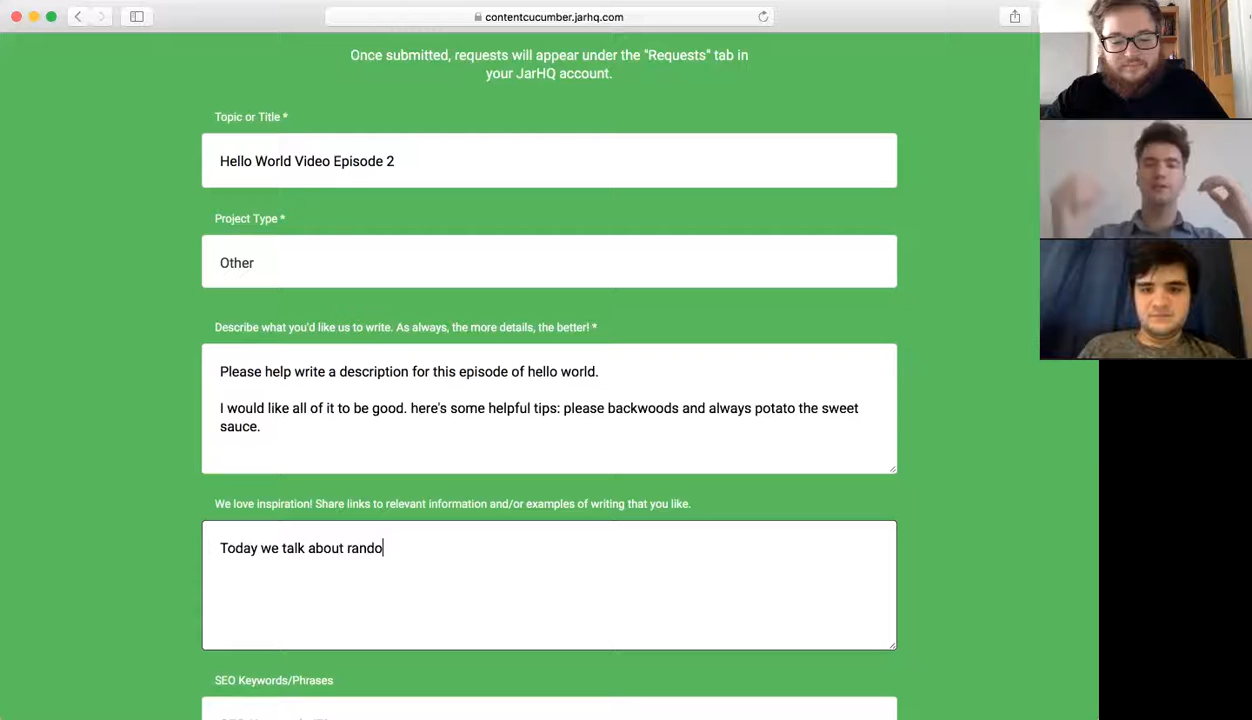 contentcucumber.jarhq.com
Once submitted, requests will appear under the "Requests" tab in
your JarHQ account.
Topic or Title *
Hello World Video Episode 2
Project Type *
Other
Describe what you'd like us to write. As always, the more details, the better! *
Please help write a description for this episode of hello world.
I would like all of it to be good. here's some helpful tips: please backwoods and always potato the sweet
sauce.
We love inspiration! Share links to relevant information and/or examples of writing that you like.
Today we talk about rando
SEO Keywords/Phrases